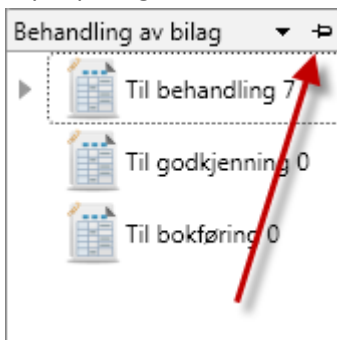 Behandling av bilag
Til behandling 7
Til godkjenning 0
Til bokføring 0